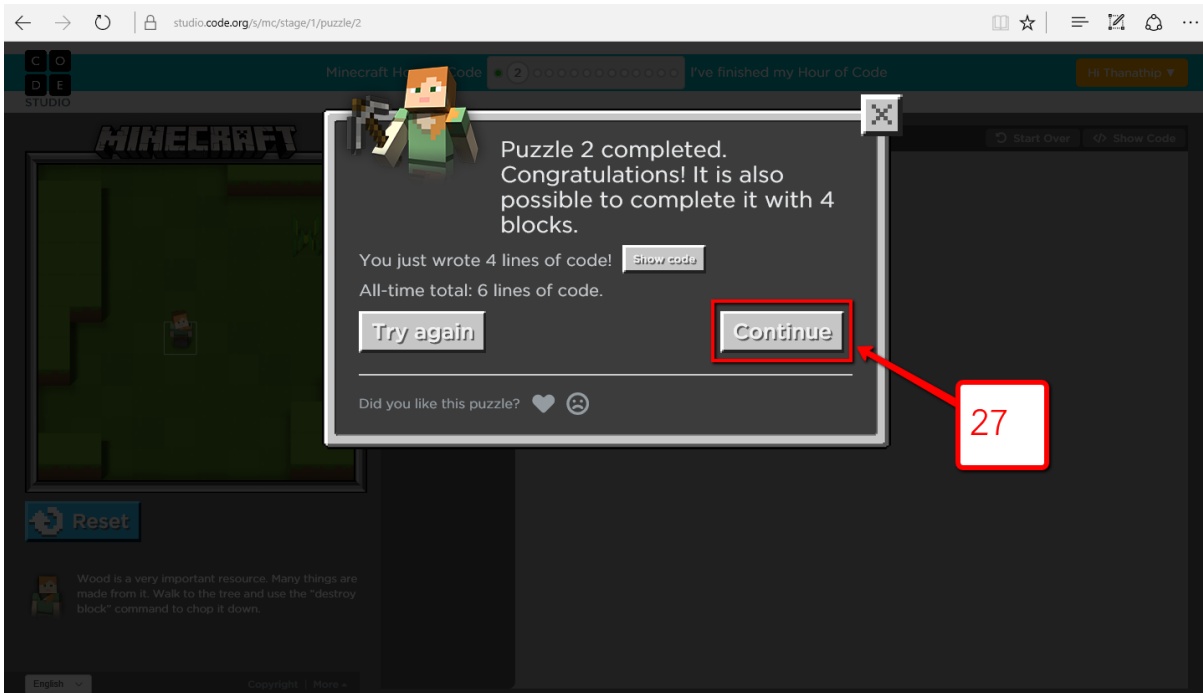 studio.code.org/s/mc/stage/1/puzzle/2
C O
D E
STUDIO
Minecraft Ho Code 2 I've finished my Hour of Code
Hi Thanathip
MINECRAFT
Start Over </> Show Code
Puzzle 2 completed.
Congratulations! It is also
possible to complete it with 4
blocks.
You just wrote 4 lines of code! Show code
All-time total: 6 lines of code.
Try again Continue
Did you like this puzzle?
27
Reset
Wood is a very important resource. Many things are
made from it. Walk to the tree and use the "destroy
block" command to chop it down.
English Copyright | More